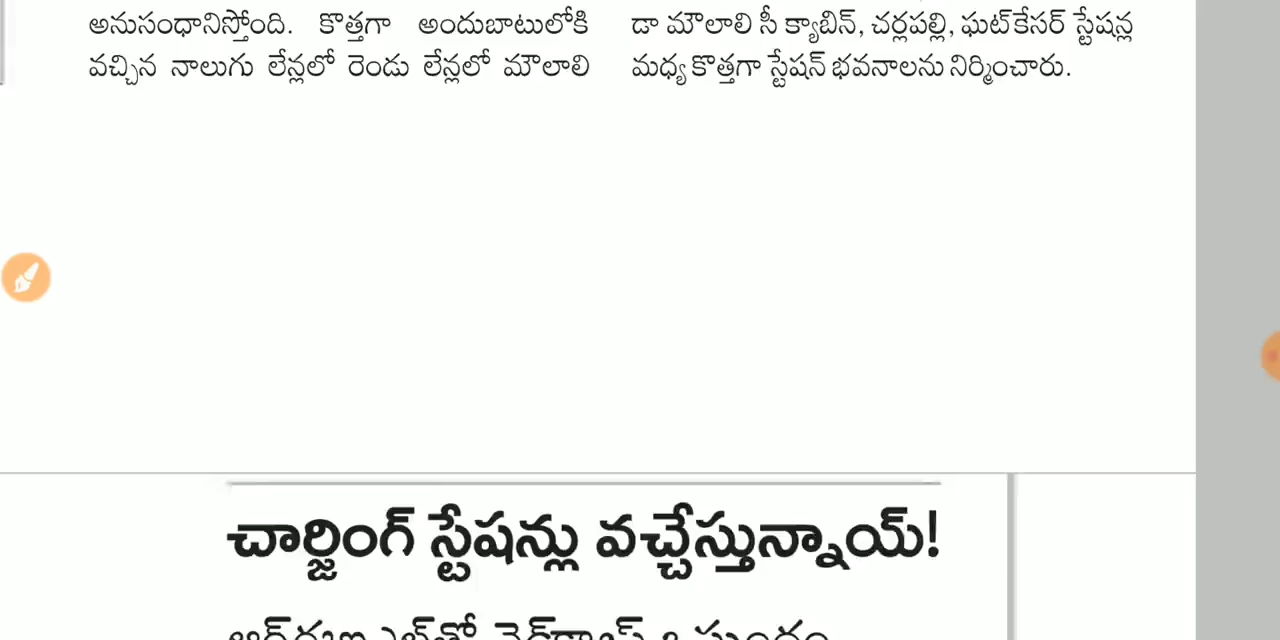 అనుసంధానిస్తోంది. కొత్తగా అందుబాటులోకి
వచ్చిన నాలుగు లేన్లలో రెండు లేన్లలో మౌలాలి
డా మౌలాలి సీ క్యాబిన్, చర్లపల్లి, ఘట్‌కేసర్ స్టేషన్ల
మధ్య కొత్తగా స్టేషన్ భవనాలను నిర్మించారు.
చార్జింగ్ స్టేషన్లు వచ్చేస్తున్నాయ్!